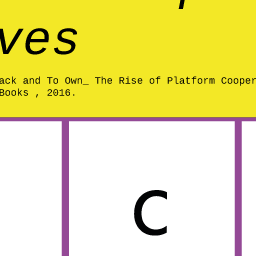 ves
ack and To Own_ The Rise of Platform Cooper
Books , 2016.
C